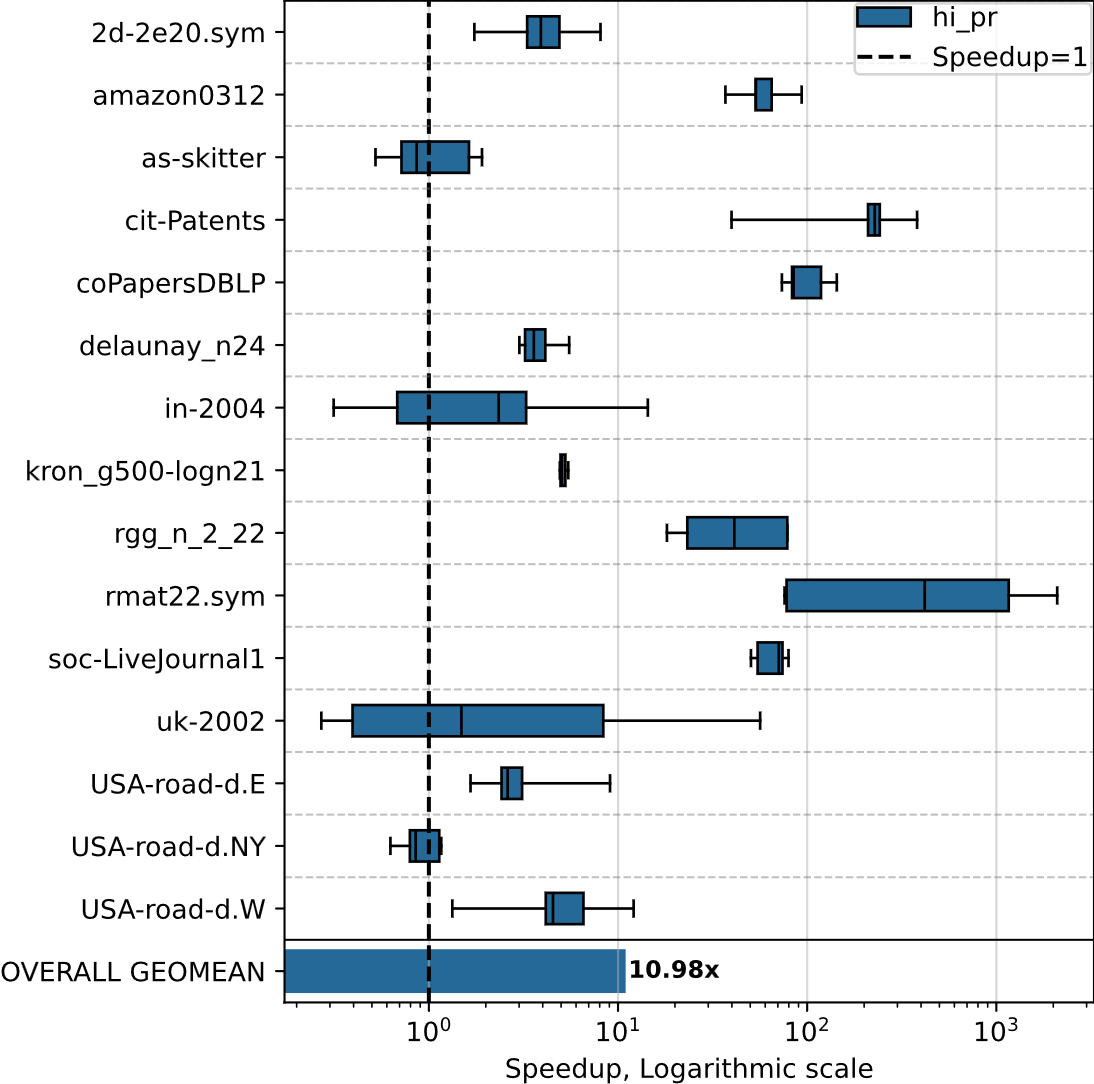 hi_pr
Speedup=1
2d-2e20.sym
amazon0312
as-skitter
cit-Patents
coPapersDBLP
delaunay_n24
in-2004
kron_g500-logn21
rgg_n_2_22
rmat22.sym
soc-LiveJournal1
uk-2002
USA-road-d.E
USA-road-d.NY
USA-road-d.W
OVERALL GEOMEAN 10.98x
10⁰ 10¹ 10² 10³
Speedup, Logarithmic scale